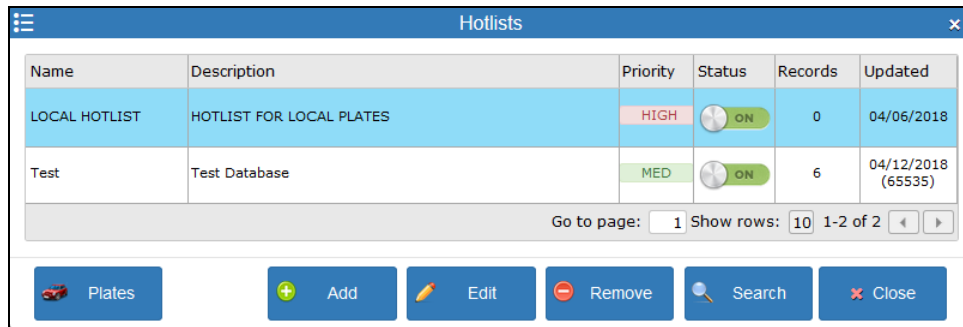 Hotlists
Name Description Priority Status Records Updated
LOCAL HOTLIST HOTLIST FOR LOCAL PLATES HIGH ON 0 04/06/2018
Test Test Database MED ON 6 04/12/2018
(65535)
Go to page: 1 Show rows: 10 1-2 of 2
Plates Add Edit Remove Search Close